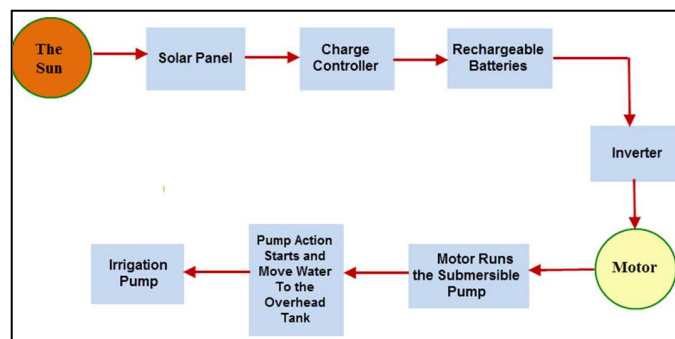 The
Sun
Solar Panel
Charge
Controller
Rechargeable
Batteries
Inverter
Motor
Motor Runs
the Submersible
Pump
Pump Action
Starts and
Move Water
To the
Overhead
Tank
Irrigation
Pump